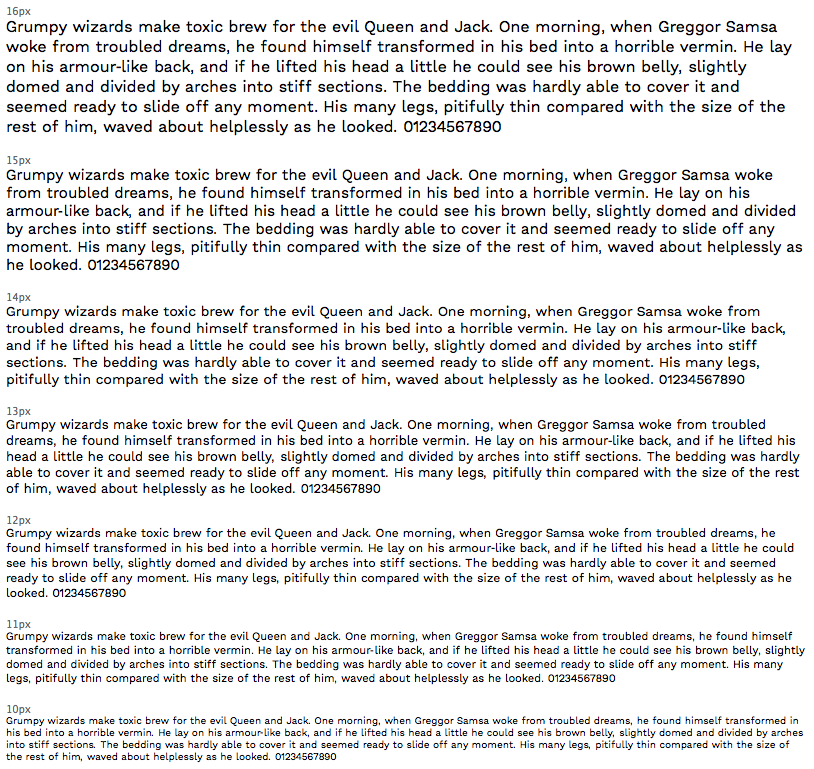 16px
Grumpy wizards make toxic brew for the evil Queen and Jack. One morning, when Greggor Samsa
woke from troubled dreams, he found himself transformed in his bed into a horrible vermin. He lay
on his armour-like back, and if he lifted his head a little he could see his brown belly, slightly
domed and divided by arches into stiff sections. The bedding was hardly able to cover it and
seemed ready to slide off any moment. His many legs, pitifully thin compared with the size of the
rest of him, waved about helplessly as he looked. 01234567890
15px
Grumpy wizards make toxic brew for the evil Queen and Jack. One morning, when Greggor Samsa woke
from troubled dreams, he found himself transformed in his bed into a horrible vermin. He lay on his
armour-like back, and if he lifted his head a little he could see his brown belly, slightly domed and divided
by arches into stiff sections. The bedding was hardly able to cover it and seemed ready to slide off any
moment. His many legs, pitifully thin compared with the size of the rest of him, waved about helplessly as
he looked. 01234567890
14px
Grumpy wizards make toxic brew for the evil Queen and Jack. One morning, when Greggor Samsa woke from
troubled dreams, he found himself transformed in his bed into a horrible vermin. He lay on his armour-like back,
and if he lifted his head a little he could see his brown belly, slightly domed and divided by arches into stiff
sections. The bedding was hardly able to cover it and seemed ready to slide off any moment. His many legs,
pitifully thin compared with the size of the rest of him, waved about helplessly as he looked. 01234567890
13px
Grumpy wizards make toxic brew for the evil Queen and Jack. One morning, when Greggor Samsa woke from troubled
dreams, he found himself transformed in his bed into a horrible vermin. He lay on his armour-like back, and if he lifted his
head a little he could see his brown belly, slightly domed and divided by arches into stiff sections. The bedding was hardly
able to cover it and seemed ready to slide off any moment. His many legs, pitifully thin compared with the size of the rest
of him, waved about helplessly as he looked. 01234567890
12px
Grumpy wizards make toxic brew for the evil Queen and Jack. One morning, when Greggor Samsa woke from troubled dreams, he
found himself transformed in his bed into a horrible vermin. He lay on his armour-like back, and if he lifted his head a little he could
see his brown belly, slightly domed and divided by arches into stiff sections. The bedding was hardly able to cover it and seemed
ready to slide off any moment. His many legs, pitifully thin compared with the size of the rest of him, waved about helplessly as he
looked. 01234567890
11px
Grumpy wizards make toxic brew for the evil Queen and Jack. One morning, when Greggor Samsa woke from troubled dreams, he found himself
transformed in his bed into a horrible vermin. He lay on his armour-like back, and if he lifted his head a little he could see his brown belly, slightly
domed and divided by arches into stiff sections. The bedding was hardly able to cover it and seemed ready to slide off any moment. His many
legs, pitifully thin compared with the size of the rest of him, waved about helplessly as he looked. 01234567890
10px
Grumpy wizards make toxic brew for the evil Queen and Jack. One morning, when Greggor Samsa woke from troubled dreams, he found himself transformed in
his bed into a horrible vermin. He lay on his armour-like back, and if he lifted his head a little he could see his brown belly, slightly domed and divided by arches
into stiff sections. The bedding was hardly able to cover it and seemed ready to slide off any moment. His many legs, pitifully thin compared with the size of
the rest of him, waved about helplessly as he looked. 01234567890